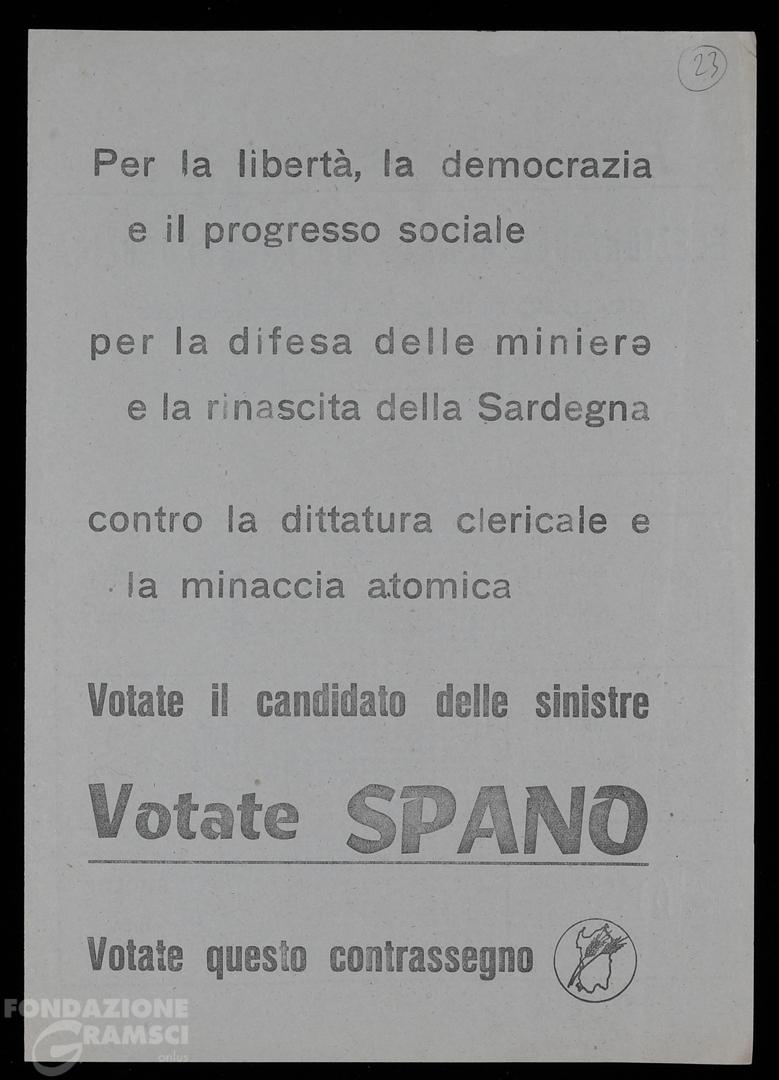 23
Per la libertà, la democrazia
e il progresso sociale
per la difesa delle miniere
e la rinascita della Sardegna
contro la dittatura clericale e
la minaccia atomica
Votate il candidato delle sinistre
Votate SPANO
Votate questo contrassegno
FONDAZIONE
GRAMSCI
onlus